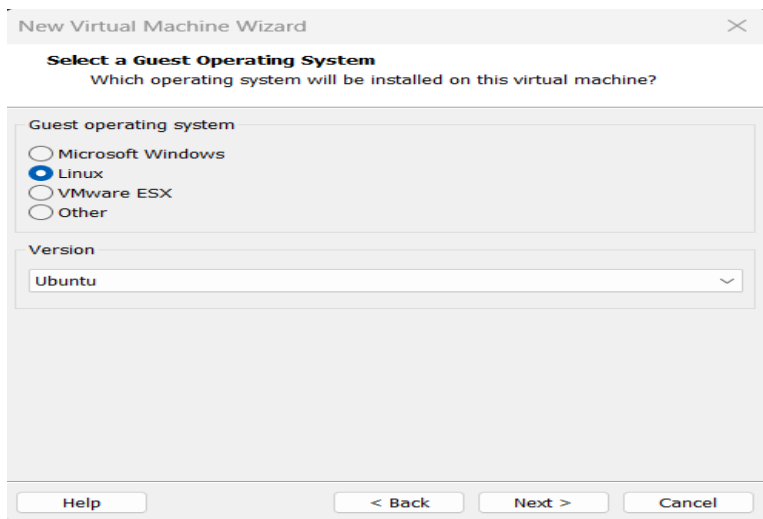 New Virtual Machine Wizard
Select a Guest Operating System
Which operating system will be installed on this virtual machine?
Guest operating system
Microsoft Windows
Linux
VMware ESX
Other
Version
Ubuntu
Help < Back Next > Cancel